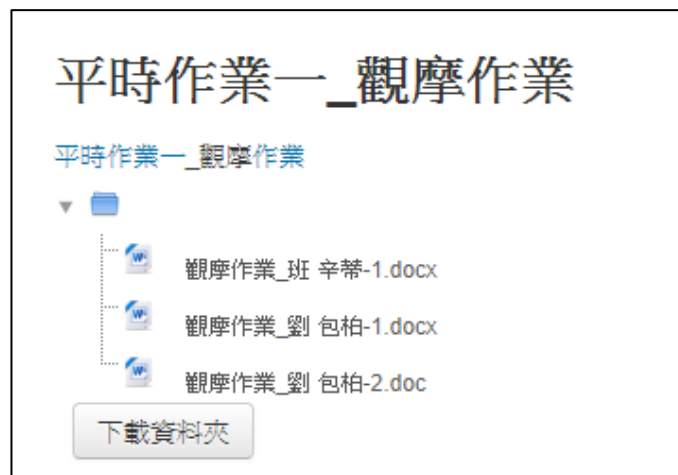 平時作業一_觀摩作業
平時作業一_觀摩作業
觀摩作業_班 辛蒂-1.docx
觀摩作業_劉 包柏-1.docx
觀摩作業_劉 包柏-2.doc
下載資料夾